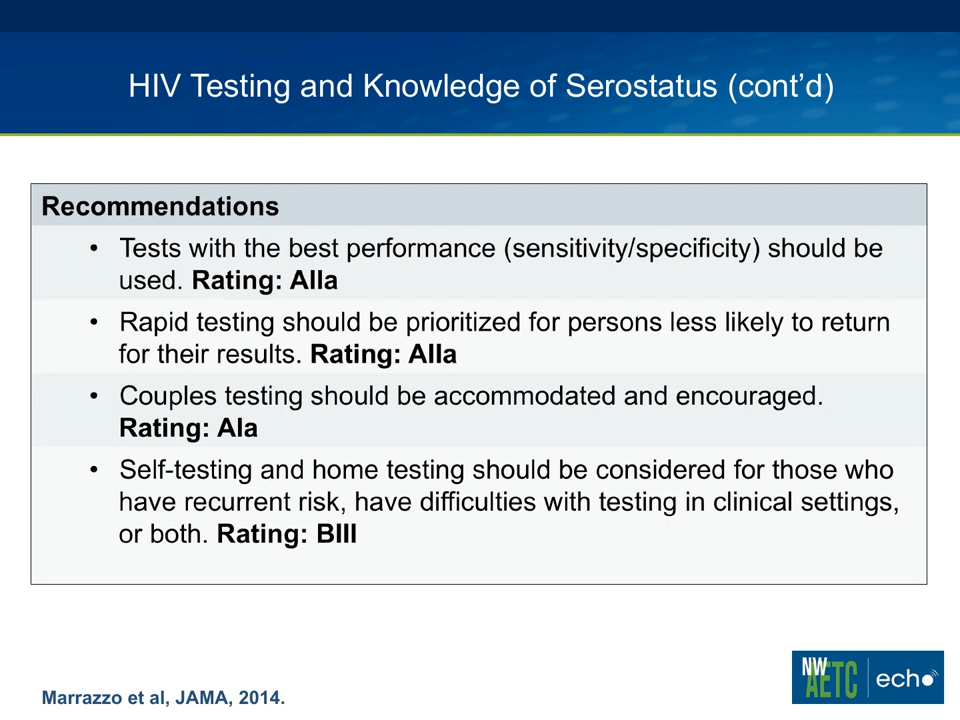 HIV Testing and Knowledge of Serostatus (cont’d)
Recommendations
• Tests with the best performance (sensitivity/specificity) should be
used. Rating: AIIa
• Rapid testing should be prioritized for persons less likely to return
for their results. Rating: AIIa
• Couples testing should be accommodated and encouraged.
Rating: AIa
• Self-testing and home testing should be considered for those who
have recurrent risk, have difficulties with testing in clinical settings,
or both. Rating: BIII
Marrazzo et al, JAMA, 2014.
NW
AETC
echo